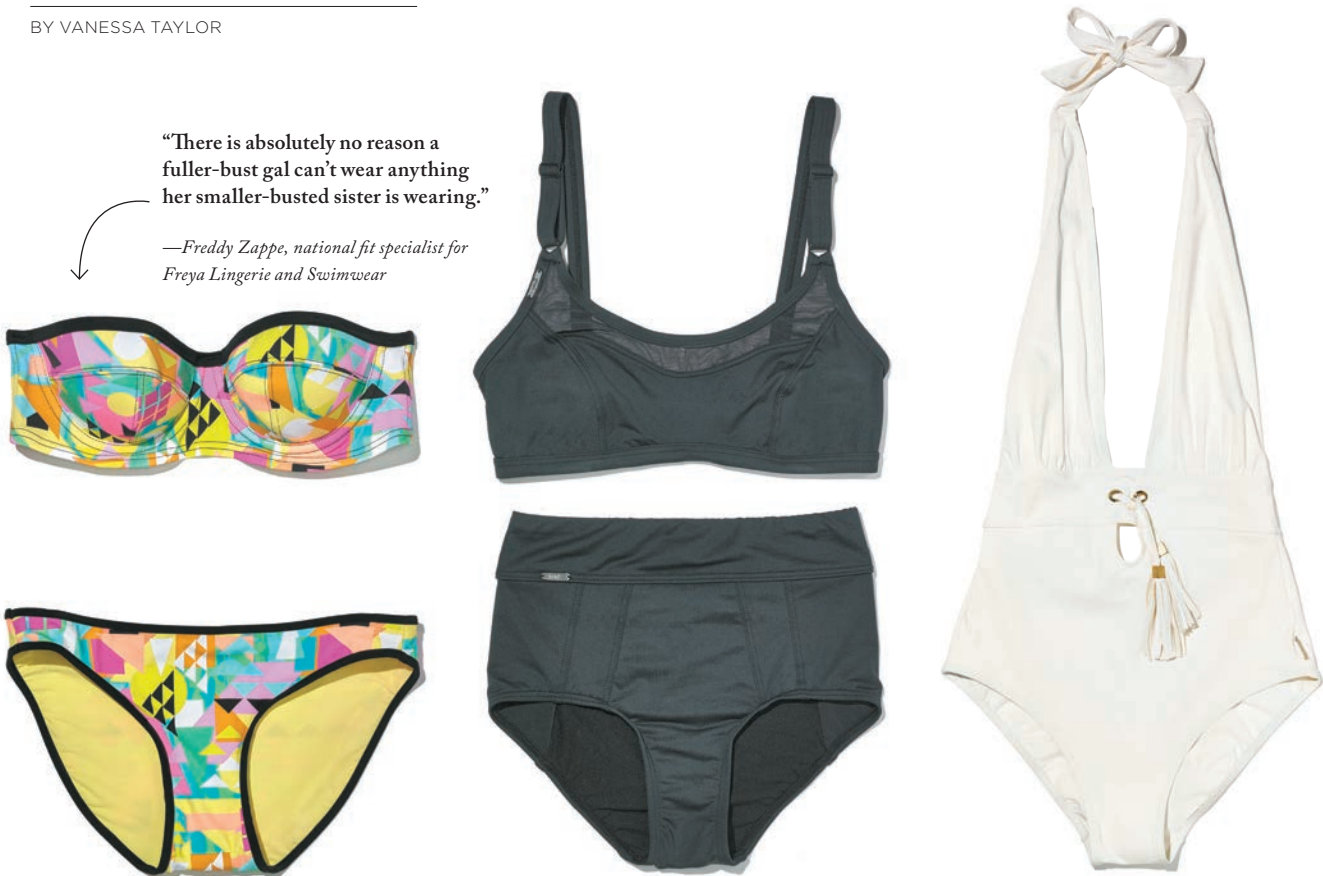 BY VANESSA TAYLOR
“There is absolutely no reason a
fuller-bust gal can’t wear anything
her smaller-busted sister is wearing.”
—Freddy Zappe, national fit specialist for
Freya Lingerie and Swimwear